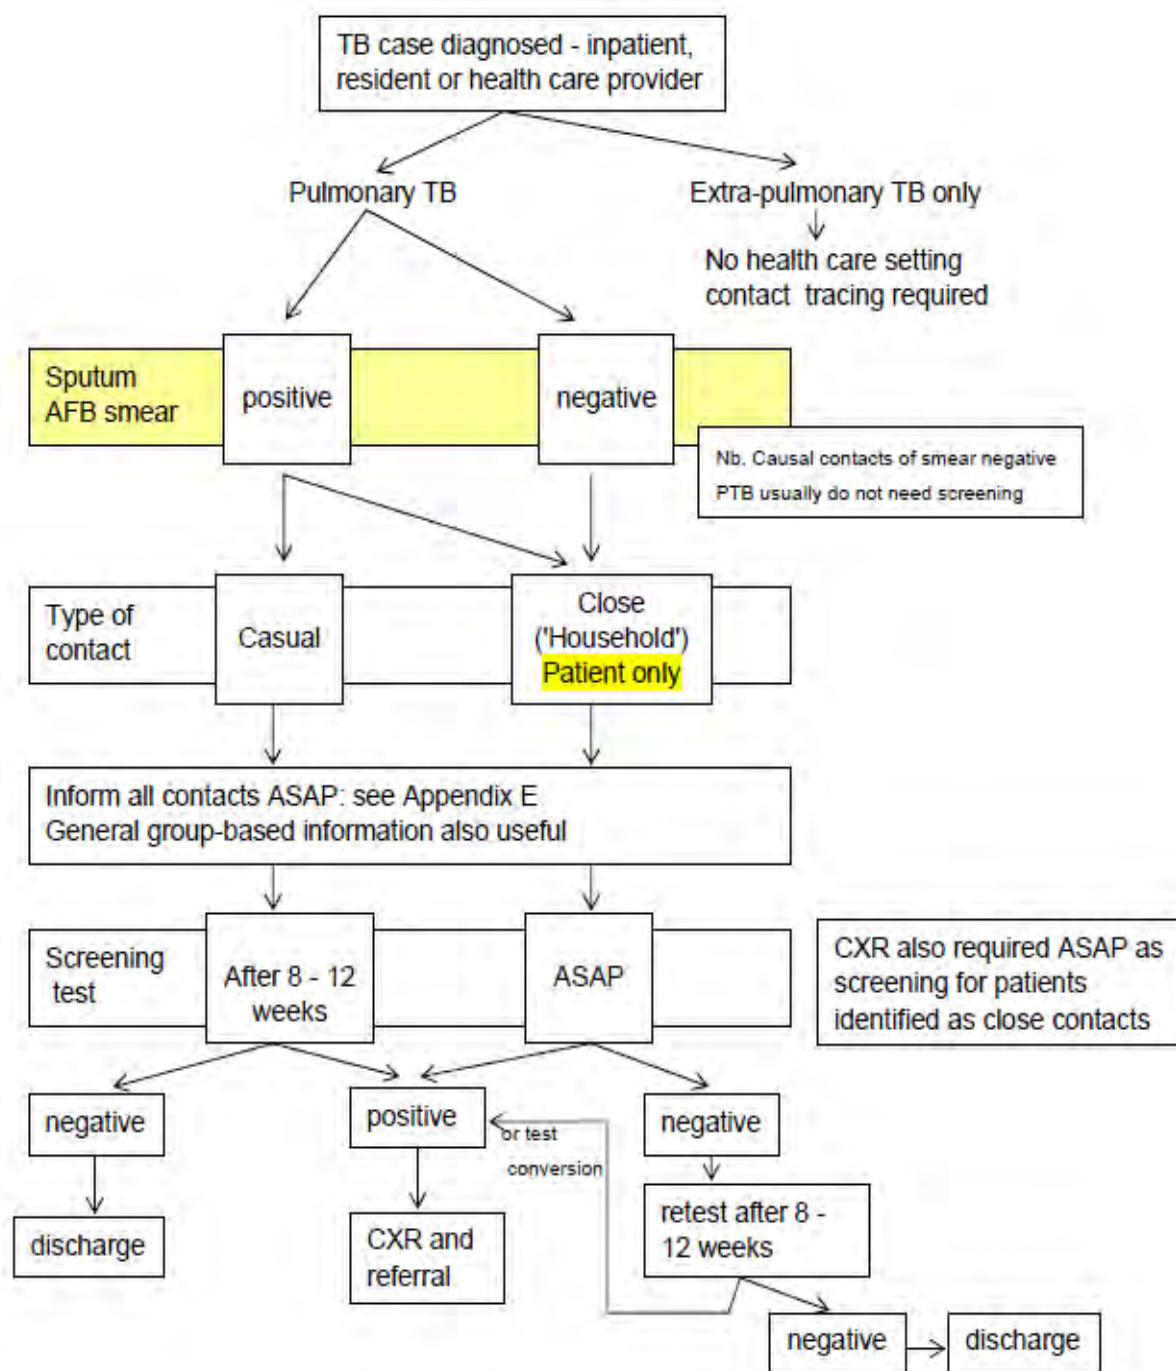 TB case diagnosed - inpatient,
resident or health care provider
Pulmonary TB
Extra-pulmonary TB only
No health care setting
contact tracing required
Sputum
AFB smear
positive
negative
Nb. Causal contacts of smear negative
PTB usually do not need screening
Type of
contact
Casual
Close
('Household')
Patient only
Inform all contacts ASAP: see Appendix E
General group-based information also useful
Screening
test
After 8 - 12
weeks
ASAP
CXR also required ASAP as
screening for patients
identified as close contacts
negative
positive
or test
conversion
negative
discharge
CXR and
referral
retest after 8 -
12 weeks
negative
discharge